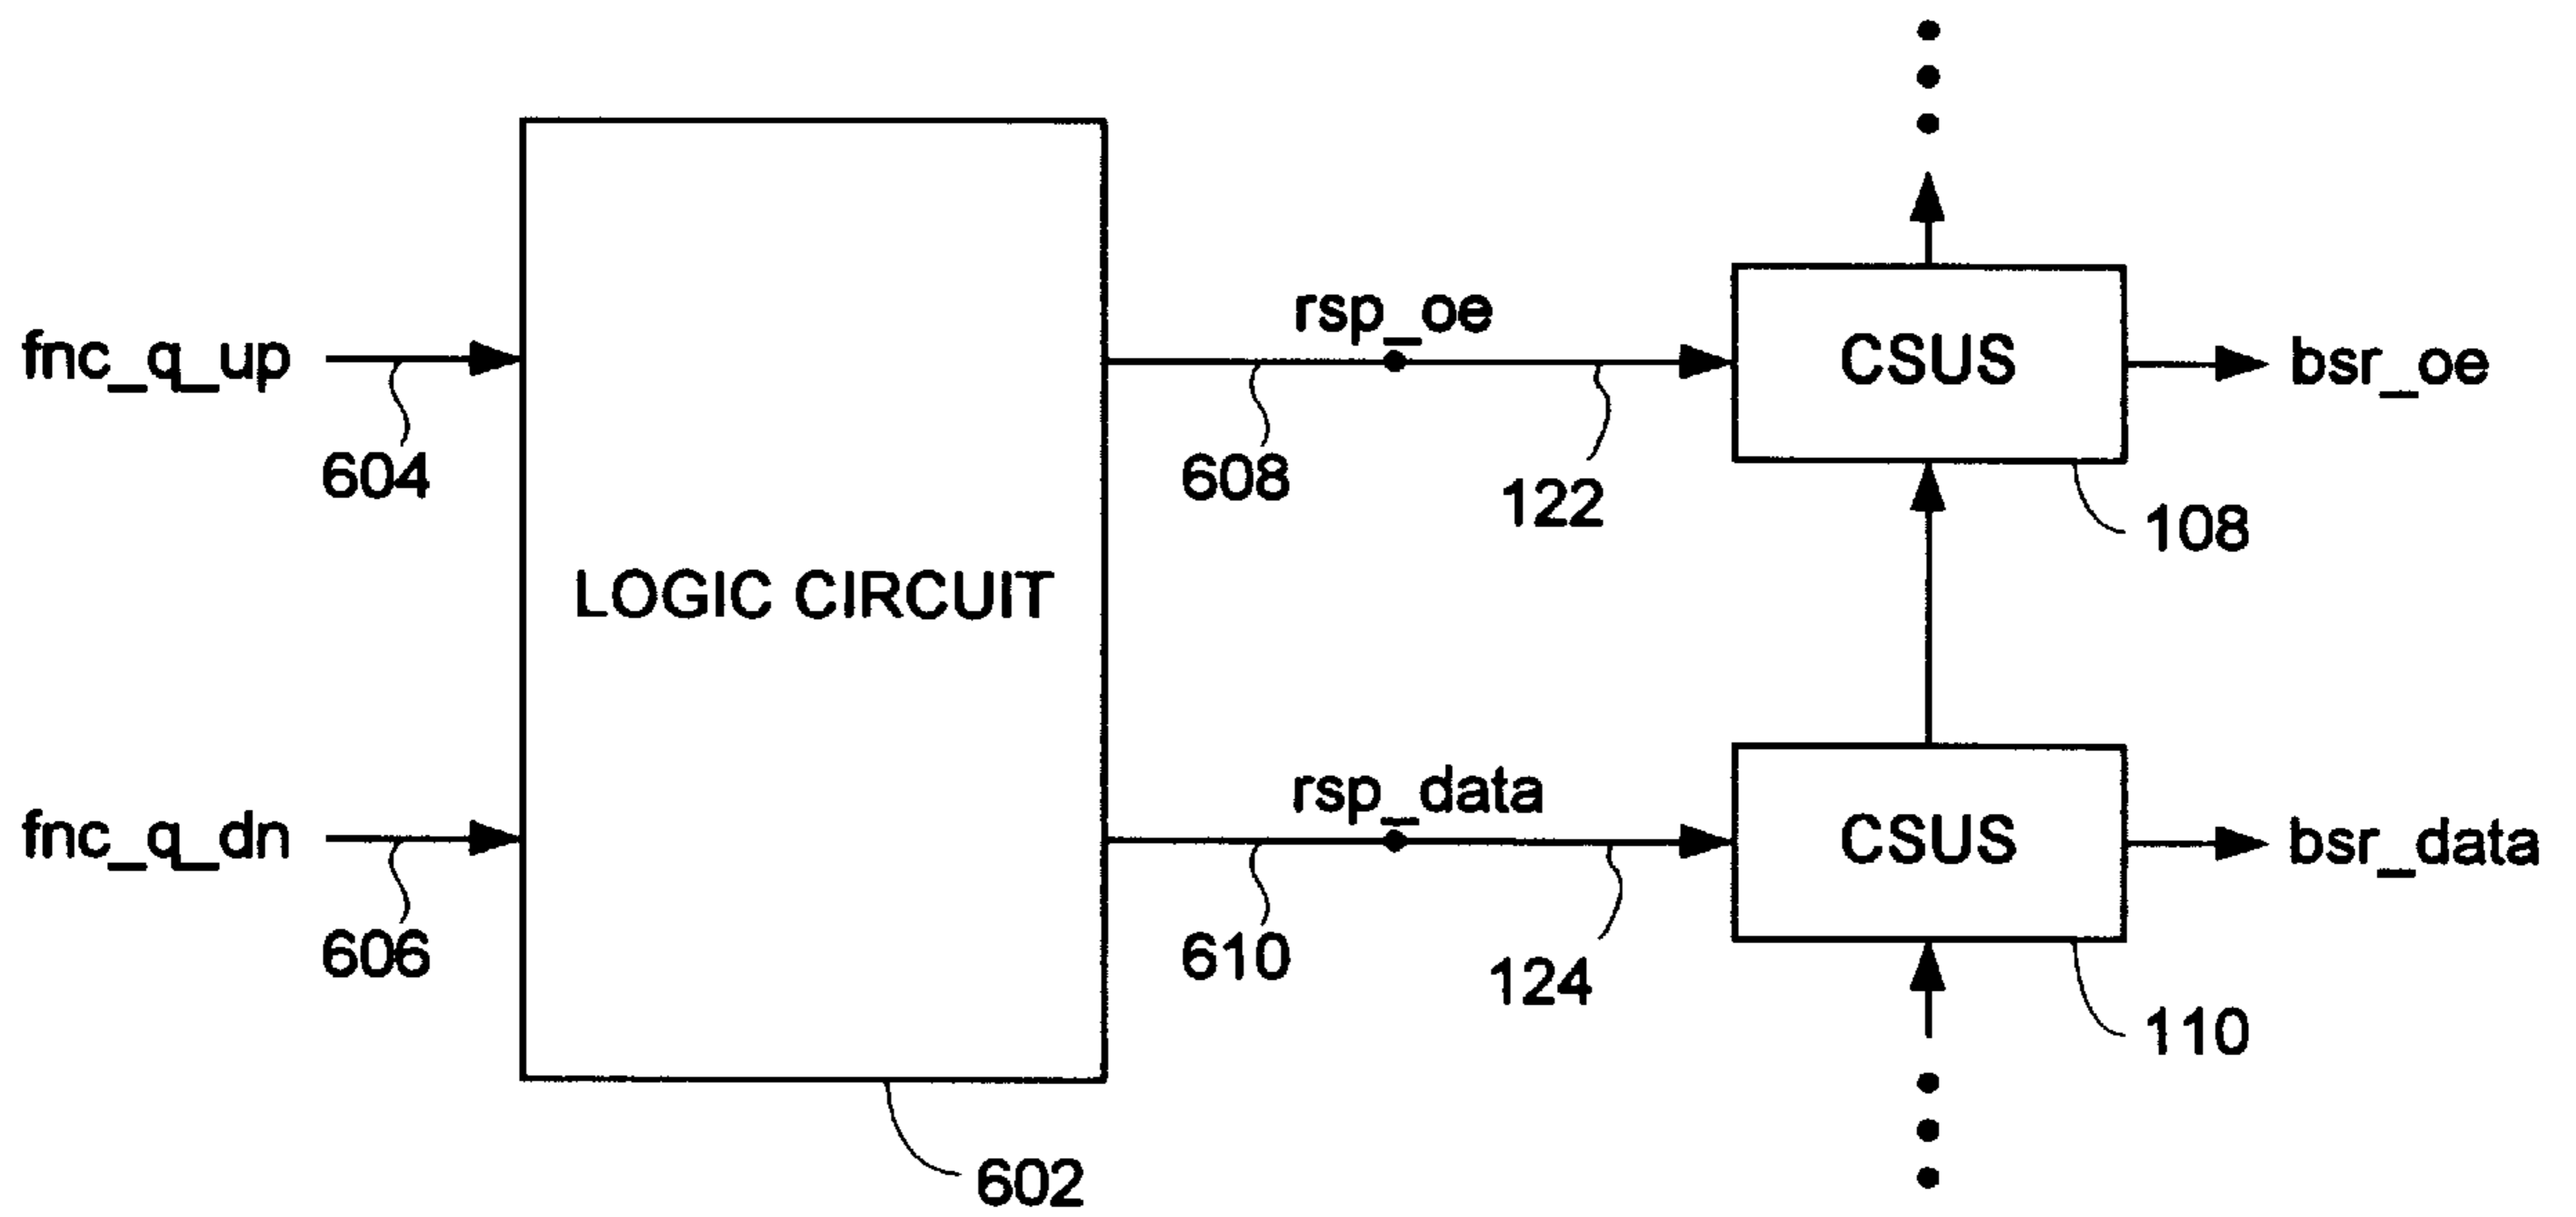 rsp_oe
fnc_q_up
CSUS
bsr_oe
604
608
122
108
LOGIC CIRCUIT
rsp_data
fnc_q_dn
CSUS
bsr_data
606
610
124
110
602